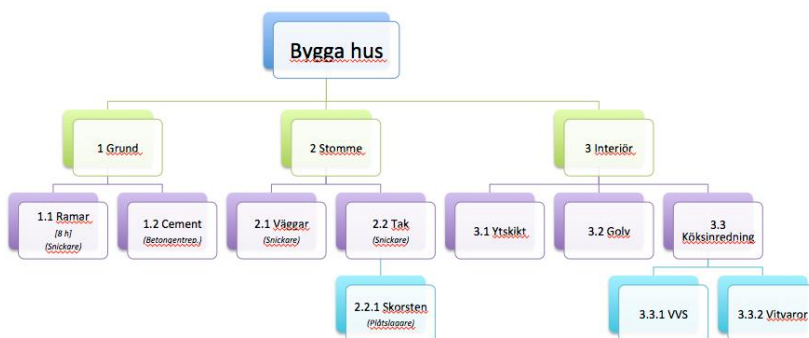 Bygga hus
1 Grund
2 Stomme
3 Interiör
1.1 Ramar
[8 h]
(Snickare)
1.2 Cement
(Betongentrep.)
2.1 Väggar
(Snickare)
2.2 Tak
(Snickare)
3.1 Ytskikt
3.2 Golv
3.3
Köksinredning
2.2.1 Skorsten
(Plåtslagare)
3.3.1 VVS
3.3.2 Vitvaror